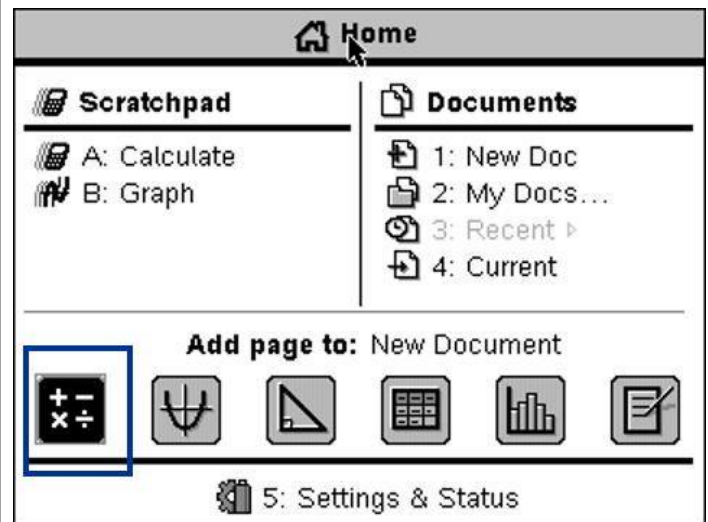 Home
Scratchpad
A: Calculate
B: Graph
Documents
1: New Doc
2: My Docs...
3: Recent ▹
4: Current
Add page to: New Document
5: Settings & Status